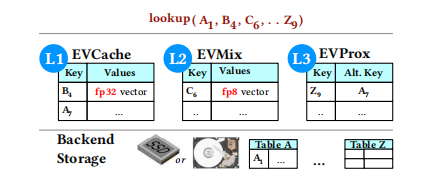 lookup(A1, B4, C6, . . Z9)
L1 EVCache L2 EVMix L3 EVProx
Key Values Key Values Key Alt. Key
B4 fp32 vector C6 fp8 vector Z9 A7
A7 ... .. ... .. ...
Backend Storage SSD or Table A ... Table Z
A1 ...